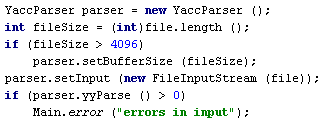 YaccParser parser = new YaccParser ();
int fileSize = (int)file.length ();
if (fileSize > 4096)
    parser.setBufferSize (fileSize);
parser.setInput (new FileInputStream (file));
if (parser.yyParse () > 0)
    Main.error ("errors in input");